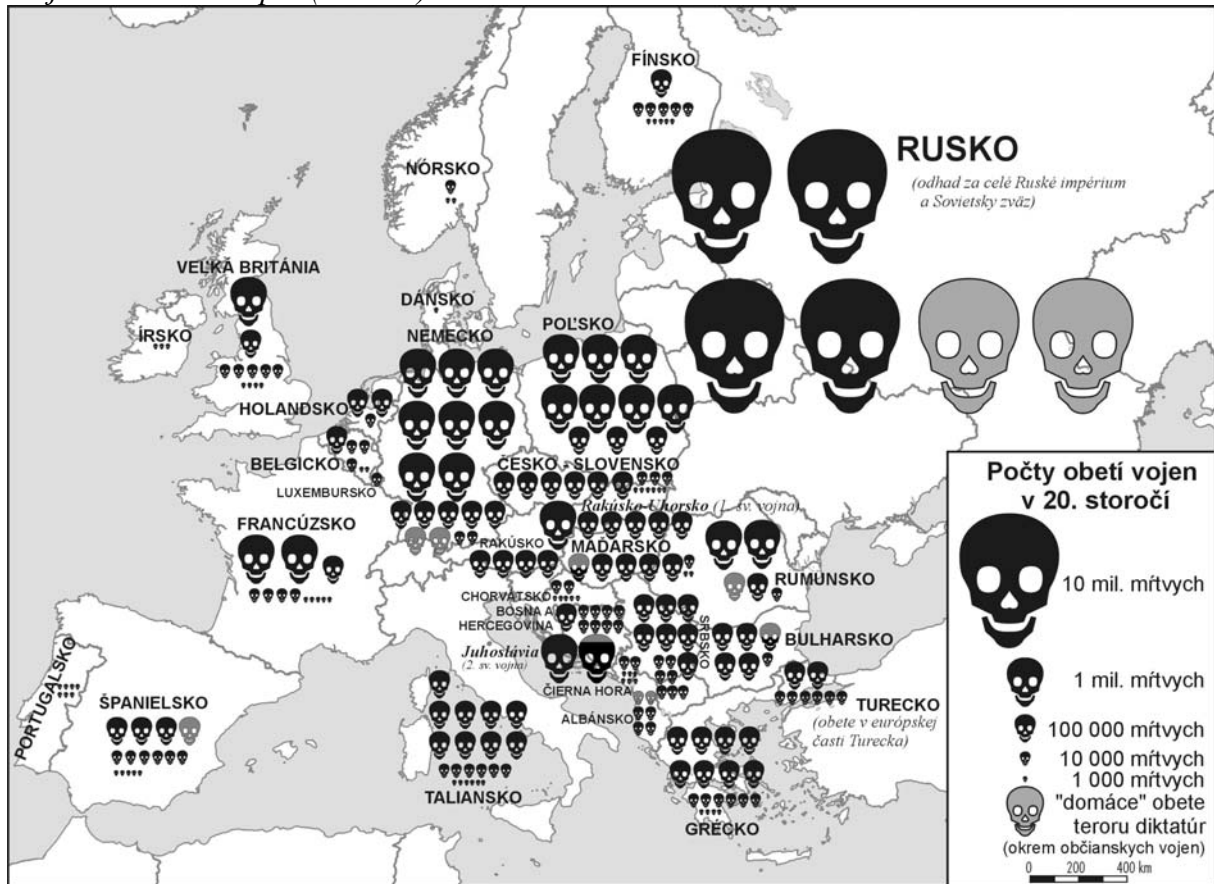 FÍNSKO
RUSKO
(odhad za celé Ruské impérium
a Sovietsky zväz)
NÓRSKO
VEĽKÁ BRITÁNIA
DÁNSKO
ÍRSKO
NEMECKO
POĽSKO
HOLANDSKO
BELGICKO
LUXEMBURSKO
ČESKO - SLOVENSKO
Rakúsko-Uhorsko (1. sv. vojna)
FRANCÚZSKO
RAKÚSKO
MAĎARSKO
RUMUNSKO
CHORVÁTSKO
BOSNA A
HERCEGOVINA
SRBSKO
BULHARSKO
Juhoslávia
(2. sv. vojna)
ČIERNA HORA
PORTUGALSKO
ŠPANIELSKO
ALBÁNSKO
TURECKO
(obete v európskej
časti Turecka)
TALIANSKO
GRÉCKO
Počty obetí vojen
v 20. storočí
10 mil. mŕtvych
1 mil. mŕtvych
100 000 mŕtvych
10 000 mŕtvych
1 000 mŕtvych
"domáce" obete
teroru diktatúr
(okrem občianskych vojen)
0 200 400 km